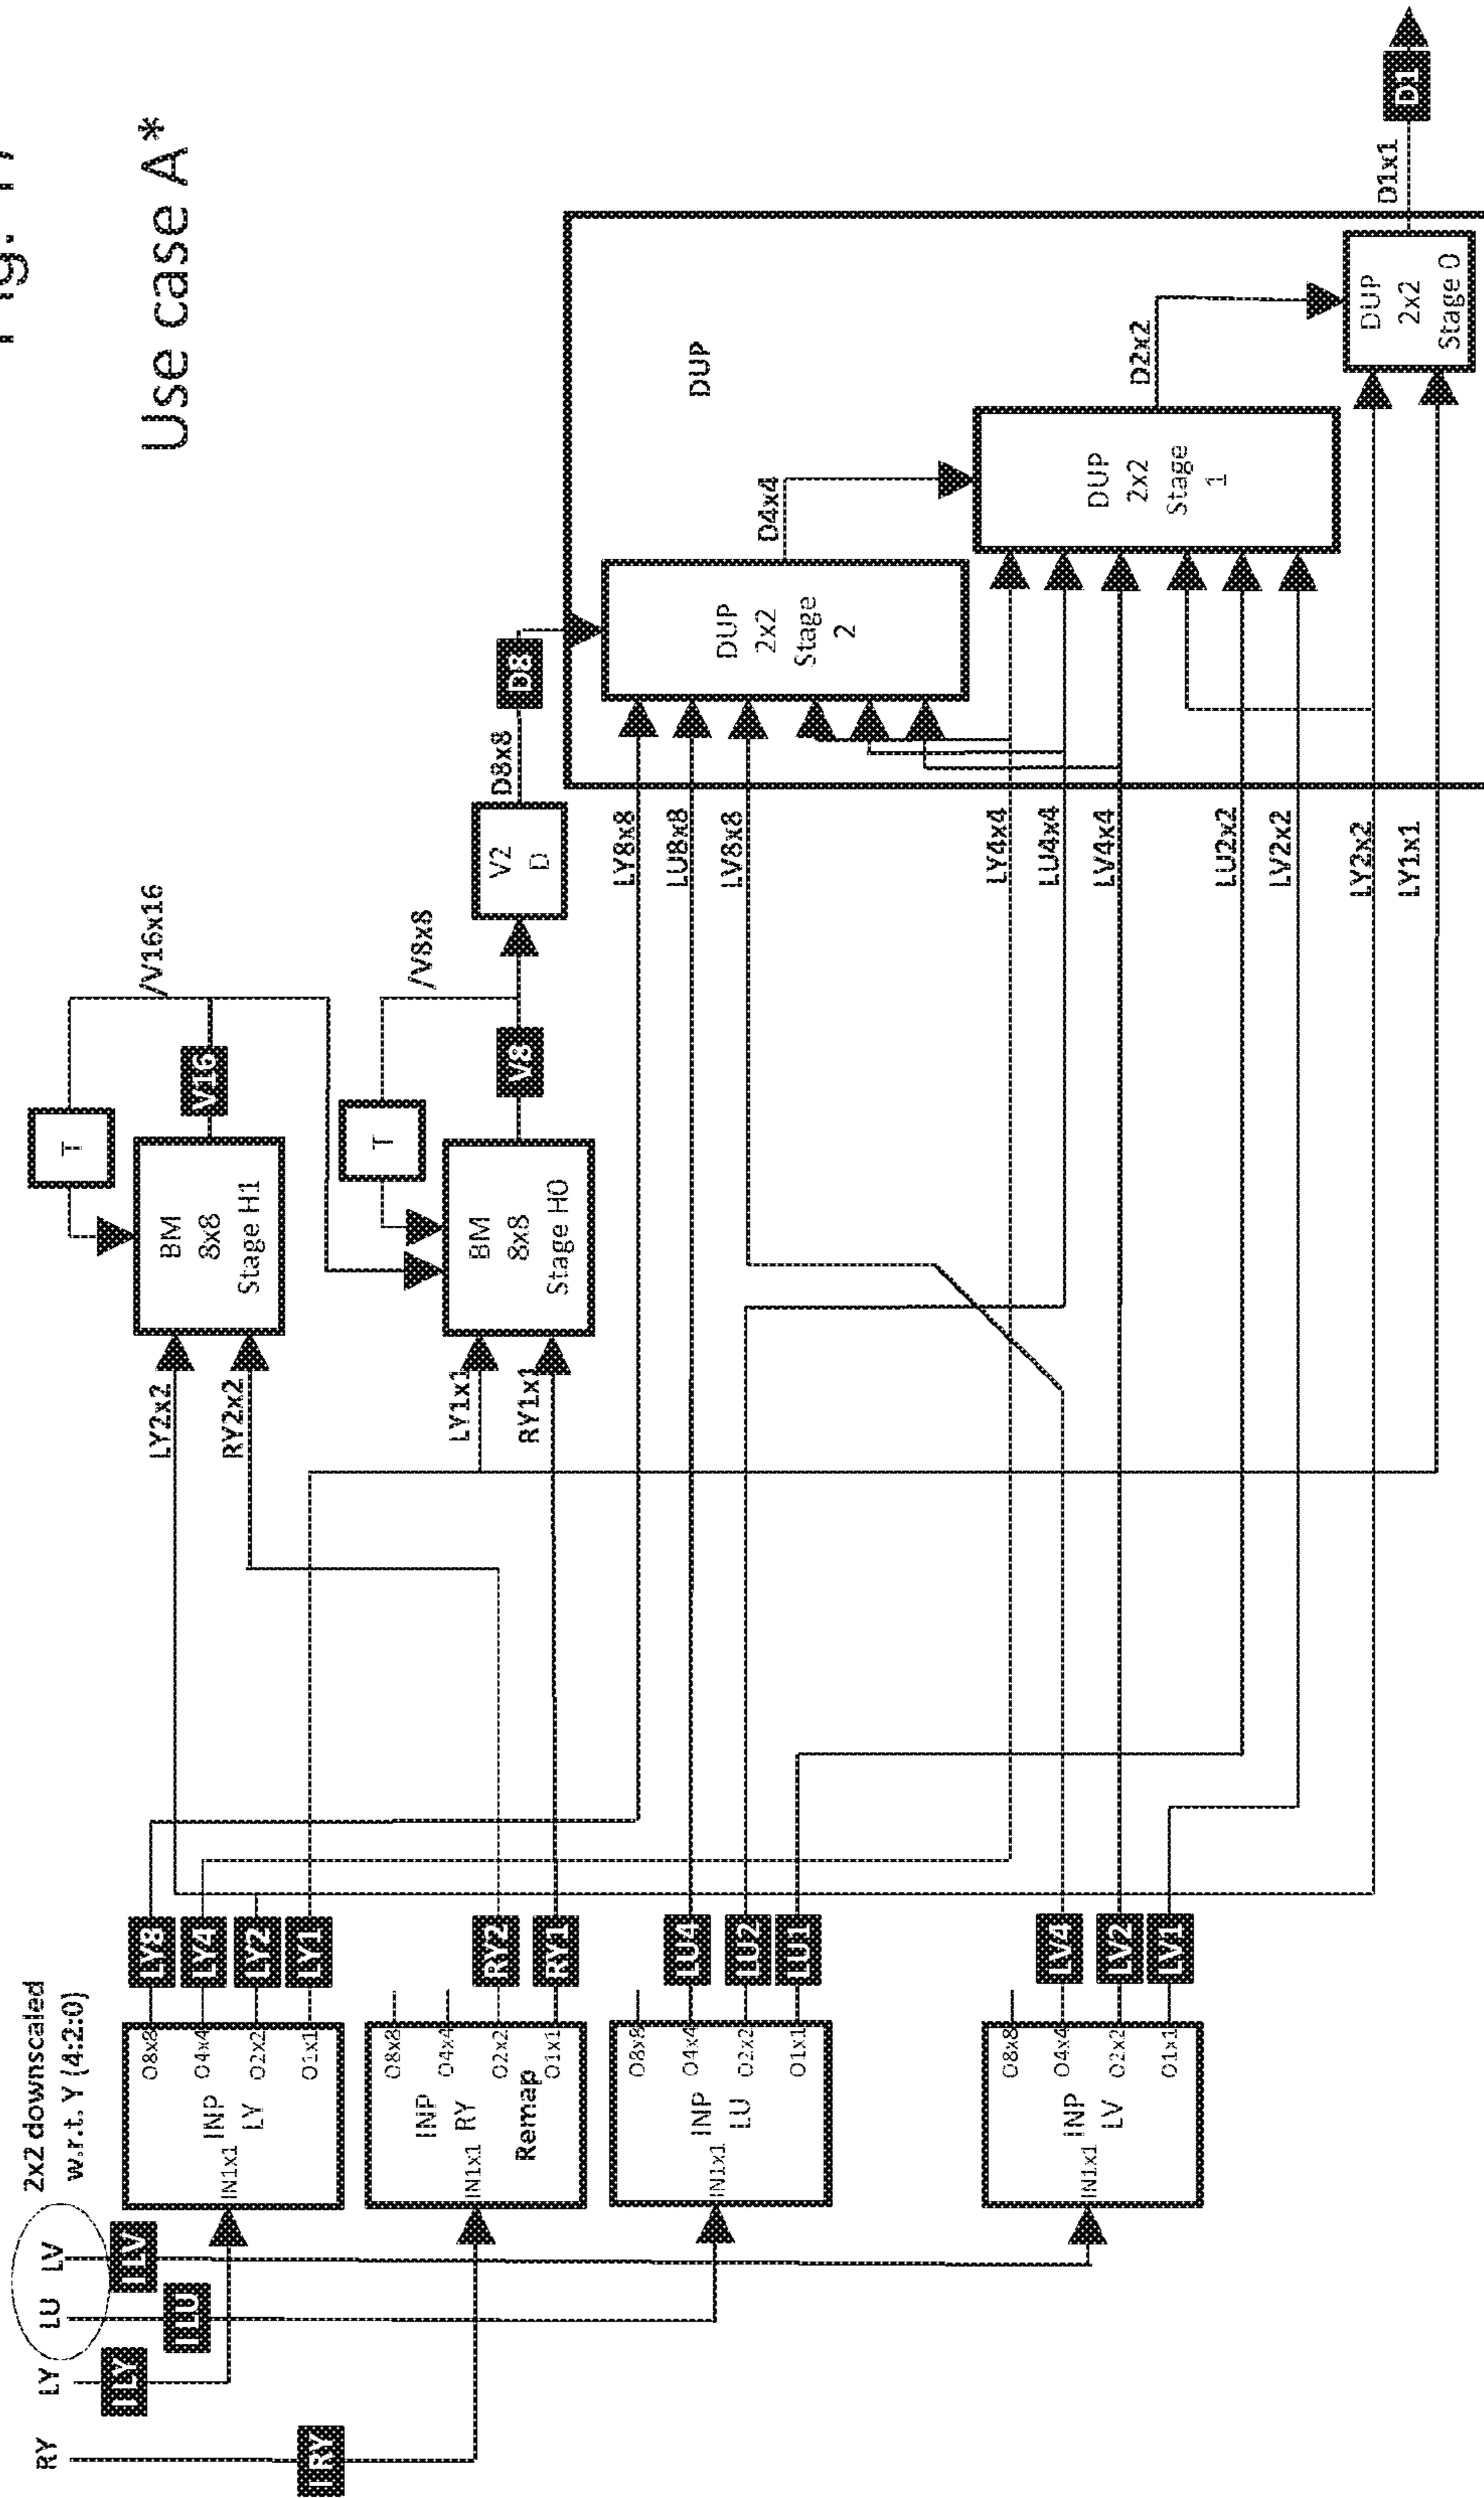 Use case A*
RY
LY
LU
LV
2x2 downscaled
w.r.t. Y (4:2:0)
IRY
ILY
ILU
ILV
IN1x1
INP
LY
O8x8
O4x4
O2x2
O1x1
LY8
LY4
LY2
LY1
IN1x1
INP
RY
Remap
O8x8
O4x4
O2x2
O1x1
RY2
RY1
IN1x1
INP
LU
O8x8
O4x4
O2x2
O1x1
LU4
LU2
LU1
IN1x1
INP
LV
O8x8
O4x4
O2x2
O1x1
LV4
LV2
LV1
LY2x2
RY2x2
BM
8x8
Stage H1
T
V16
/V16x16
LY1x1
RY1x1
BM
8x8
Stage H0
T
V8
/V8x8
V2
D
D8x8
D8
LY8x8
LU8x8
LV8x8
LY4x4
LU4x4
LV4x4
LU2x2
LV2x2
LY2x2
LY1x1
DUP
DUP
2x2
Stage
2
D4x4
DUP
2x2
Stage
1
D2x2
DUP
2x2
Stage 0
D1x1
D1